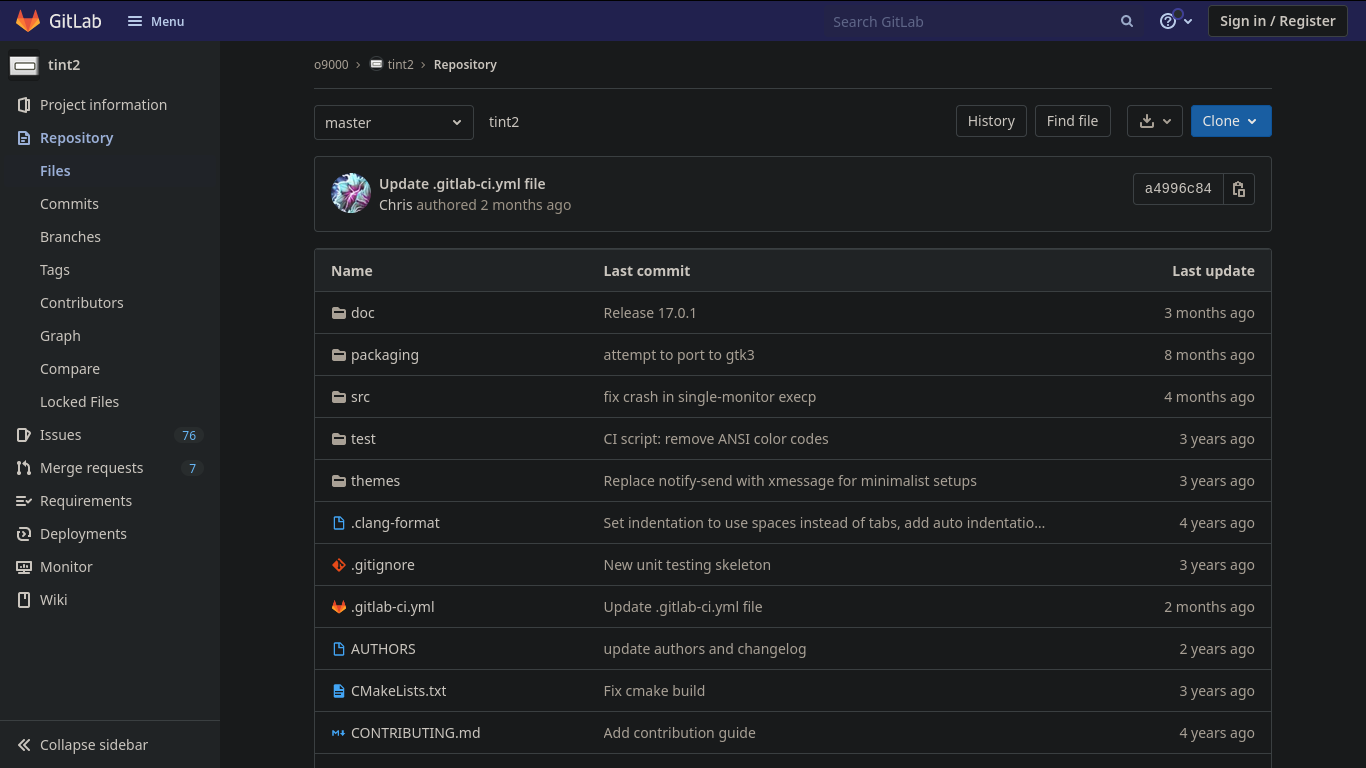 GitLab Menu Search GitLab Sign in / Register
tint2
Project information
Repository
Files
Commits
Branches
Tags
Contributors
Graph
Compare
Locked Files
Issues 76
Merge requests 7
Requirements
Deployments
Monitor
Wiki
Collapse sidebar
o9000 › tint2 › Repository
master tint2 History Find file Clone
Update .gitlab-ci.yml file
Chris authored 2 months ago
a4996c84
Name Last commit Last update
doc Release 17.0.1 3 months ago
packaging attempt to port to gtk3 8 months ago
src fix crash in single-monitor execp 4 months ago
test CI script: remove ANSI color codes 3 years ago
themes Replace notify-send with xmessage for minimalist setups 3 years ago
.clang-format Set indentation to use spaces instead of tabs, add auto indentatio... 4 years ago
.gitignore New unit testing skeleton 3 years ago
.gitlab-ci.yml Update .gitlab-ci.yml file 2 months ago
AUTHORS update authors and changelog 2 years ago
CMakeLists.txt Fix cmake build 3 years ago
CONTRIBUTING.md Add contribution guide 4 years ago